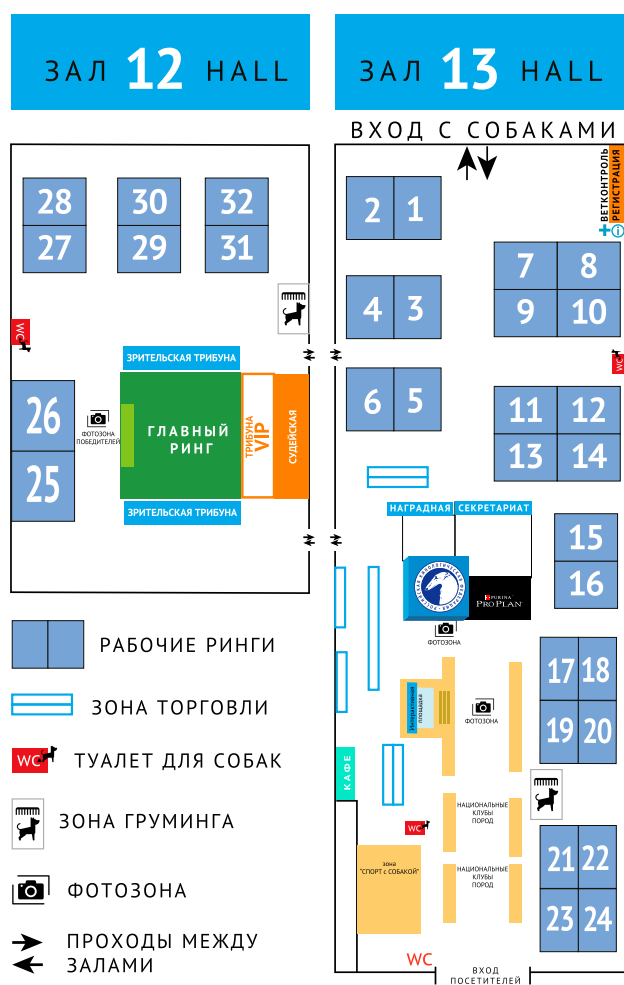 ЗАЛ 12 HALL
ЗАЛ 13 HALL
ВХОД С СОБАКАМИ
ВЕТКОНТРОЛЬ
РЕГИСТРАЦИЯ
28 30 32
27 29 31
2 1
7 8
9 10
4 3
WC
WC
ЗРИТЕЛЬСКАЯ ТРИБУНА
6 5
11 12
13 14
26
25
ФОТОЗОНА
ПОБЕДИТЕЛЕЙ
ГЛАВНЫЙ
РИНГ
ТРИБУНА
VIP
СУДЕЙСКАЯ
ЗРИТЕЛЬСКАЯ ТРИБУНА
НАГРАДНАЯ
СЕКРЕТАРИАТ
15
16
PURINA
PRO PLAN
ФОТОЗОНА
РАБОЧИЕ РИНГИ
17 18
19 20
ЗОНА ТОРГОВЛИ
Интерактивная
площадка
ФОТОЗОНА
WC ТУАЛЕТ ДЛЯ СОБАК
КАФЕ
ЗОНА ГРУМИНГА
НАЦИОНАЛЬНЫЕ
КЛУБЫ
ПОРОД
WC
21 22
23 24
зона
"СПОРТ с СОБАКОЙ"
НАЦИОНАЛЬНЫЕ
КЛУБЫ
ПОРОД
ФОТОЗОНА
ПРОХОДЫ МЕЖДУ
ЗАЛАМИ
WC
ВХОД
ПОСЕТИТЕЛЕЙ